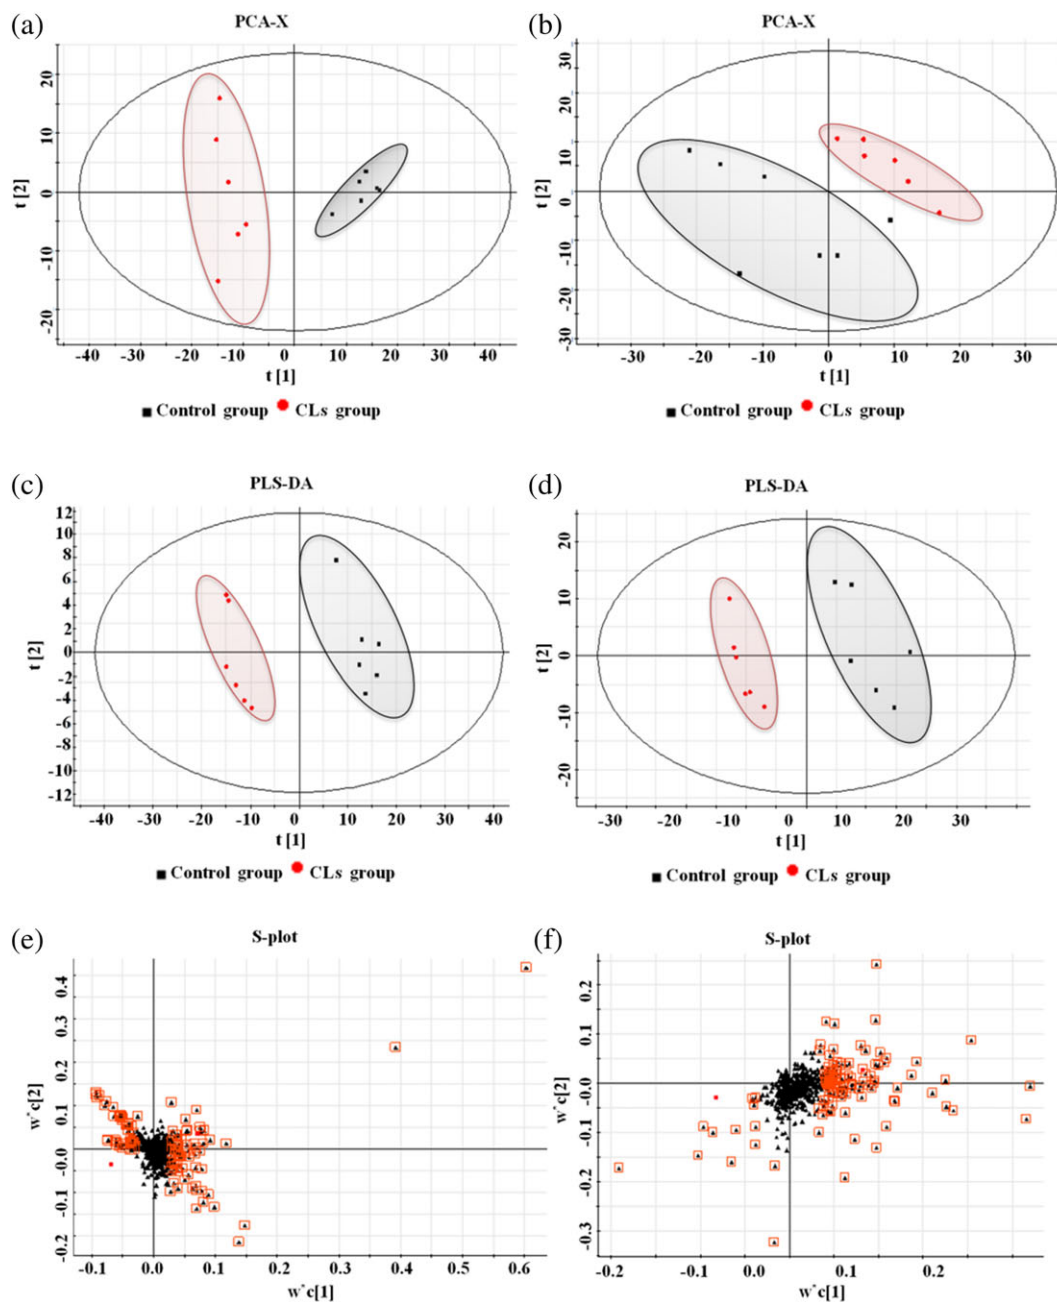 (a)
PCA-X
20
10
0
-10
-20
t [2]
-40 -30 -20 -10 0 10 20 30 40
t [1]
Control group CLs group
(b)
PCA-X
30
20
10
0
-10
-20
-30
t [2]
-30 -20 -10 0 10 20 30
t [1]
Control group CLs group
(c)
PLS-DA
12
10
8
6
4
2
0
-2
-4
-6
-8
-10
-12
t [2]
-40 -30 -20 -10 0 10 20 30 40
t [1]
Control group CLs group
(d)
PLS-DA
20
10
0
-10
-20
t [2]
-30 -20 -10 0 10 20 30
t [1]
Control group CLs group
(e)
S-plot
0.4
0.3
0.2
0.1
-0.0
-0.1
-0.2
w*c[2]
-0.1 0.0 0.1 0.2 0.3 0.4 0.5 0.6
w*c[1]
(f)
S-plot
0.2
0.1
-0.0
-0.1
-0.2
-0.3
w*c[2]
-0.2 -0.1 0.0 0.1 0.2
w*c[1]